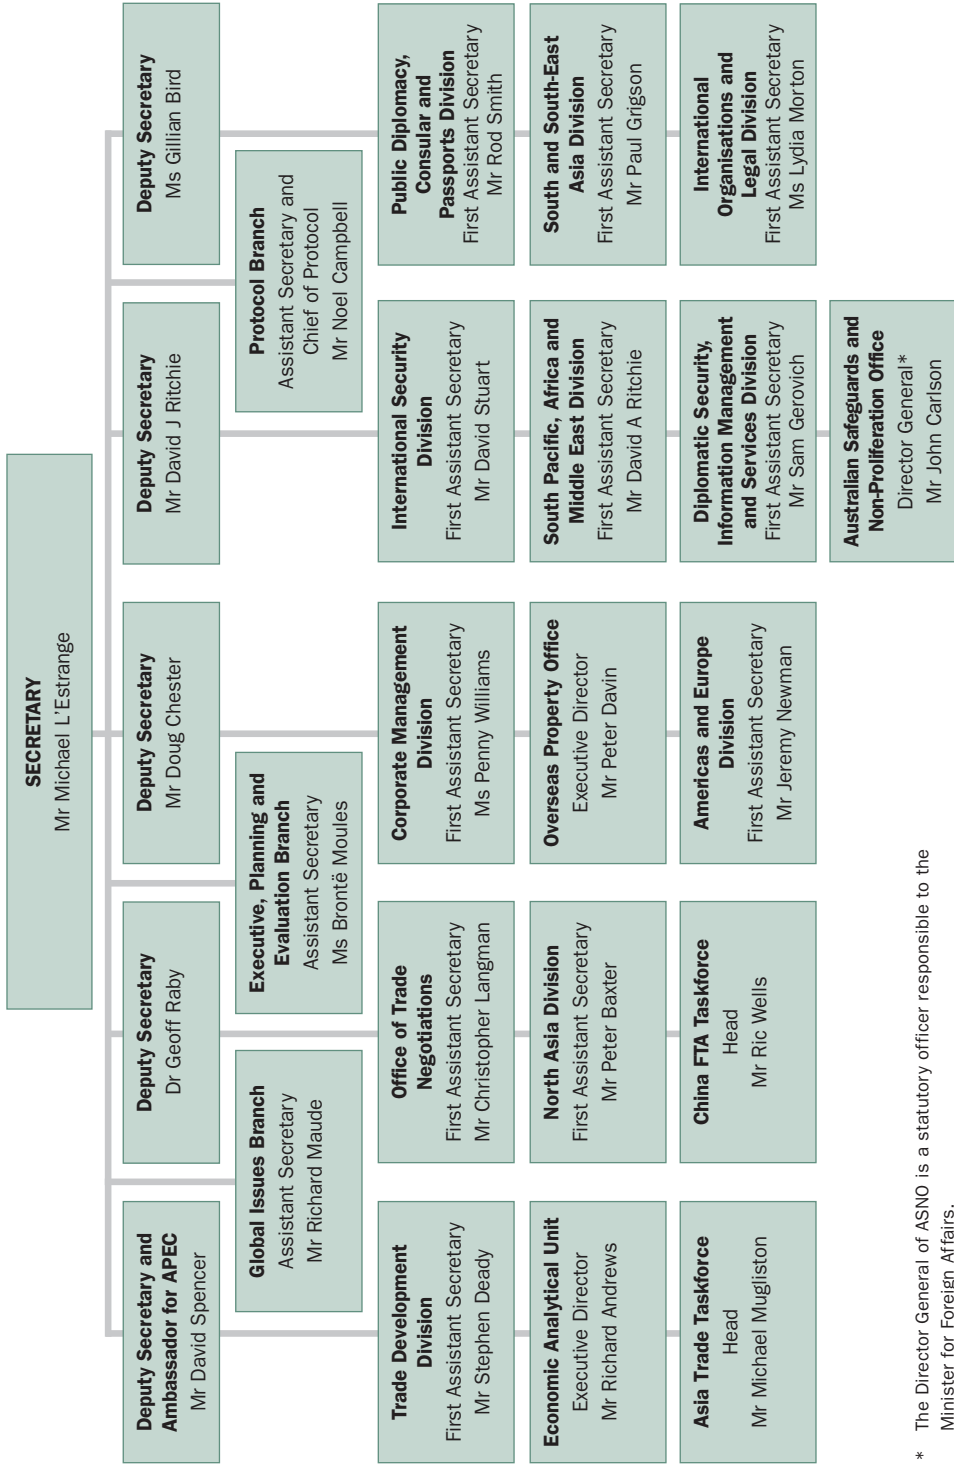 SECRETARY
Mr Michael L'Estrange
Deputy Secretary and
Ambassador for APEC
Mr David Spencer
Deputy Secretary
Dr Geoff Raby
Deputy Secretary
Mr Doug Chester
Deputy Secretary
Mr David J Ritchie
Deputy Secretary
Ms Gillian Bird
Global Issues Branch
Assistant Secretary
Mr Richard Maude
Executive, Planning and
Evaluation Branch
Assistant Secretary
Ms Brontë Moules
Protocol Branch
Assistant Secretary and
Chief of Protocol
Mr Noel Campbell
Trade Development
Division
First Assistant Secretary
Mr Stephen Deady
Office of Trade
Negotiations
First Assistant Secretary
Mr Christopher Langman
Corporate Management
Division
First Assistant Secretary
Ms Penny Williams
International Security
Division
First Assistant Secretary
Mr David Stuart
Public Diplomacy,
Consular and
Passports Division
First Assistant Secretary
Mr Rod Smith
Economic Analytical Unit
Executive Director
Mr Richard Andrews
North Asia Division
First Assistant Secretary
Mr Peter Baxter
Overseas Property Office
Executive Director
Mr Peter Davin
South Pacific, Africa and
Middle East Division
First Assistant Secretary
Mr David A Ritchie
South and South-East
Asia Division
First Assistant Secretary
Mr Paul Grigson
Asia Trade Taskforce
Head
Mr Michael Mugliston
China FTA Taskforce
Head
Mr Ric Wells
Americas and Europe
Division
First Assistant Secretary
Mr Jeremy Newman
Diplomatic Security,
Information Management
and Services Division
First Assistant Secretary
Mr Sam Gerovich
International
Organisations and
Legal Division
First Assistant Secretary
Ms Lydia Morton
Australian Safeguards and
Non-Proliferation Office
Director General*
Mr John Carlson
* The Director General of ASNO is a statutory officer responsible to the
Minister for Foreign Affairs.